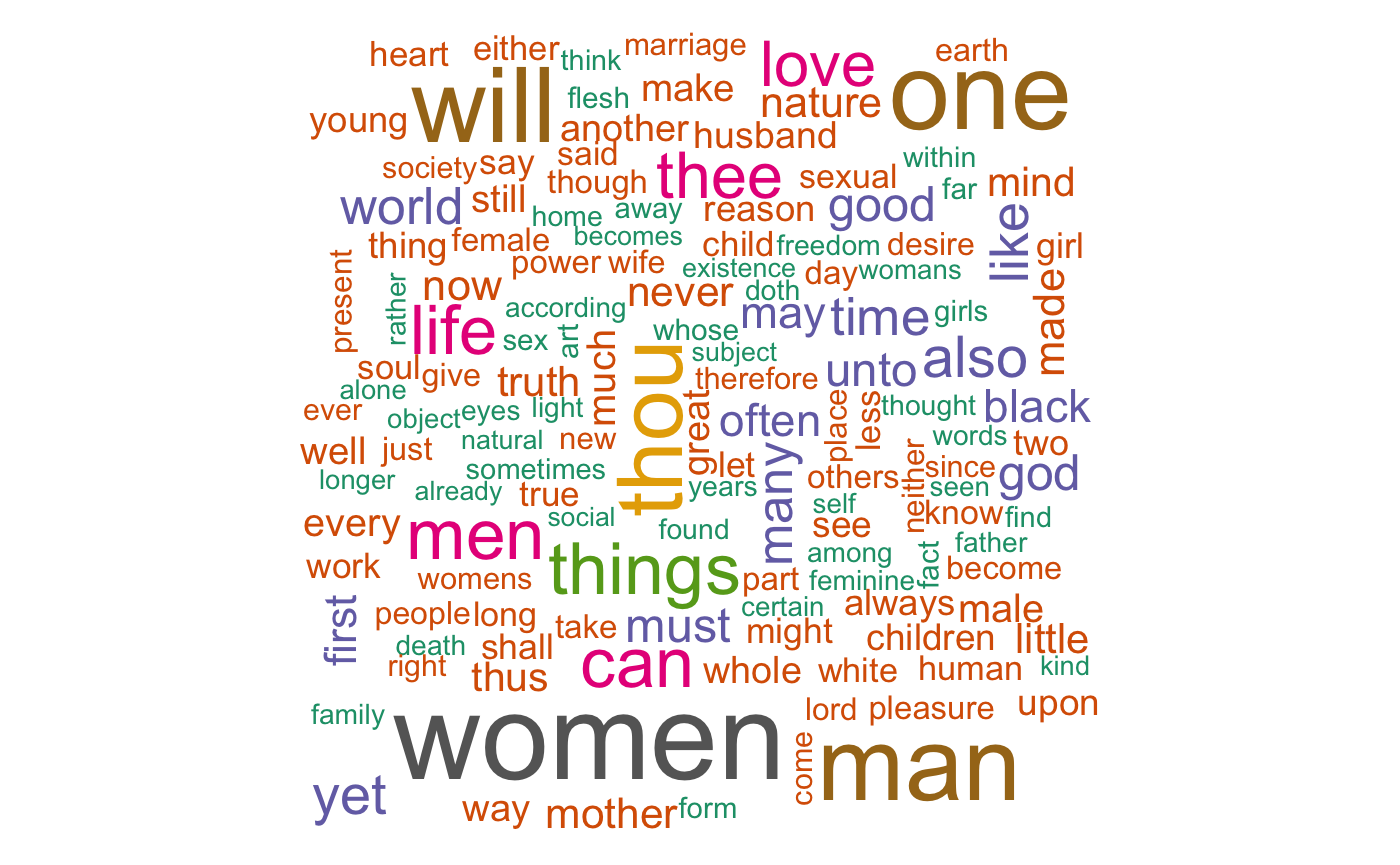 heart either think marriage love earth
young will flesh make nature one
another husband
society say said thee sexual within
though far mind
world still home away reason good like
thing female becomes child freedom desire girl
present power wife existence day womans
rather now according never doth made
life sex art whose may time girls
subject also
soul give truth much thou therefore unto
alone
ever object eyes light great often place less thought black
well just natural new words two
longer sometimes let many others neither since god
already true years self seen
every men social found see know find
work womens things part among fact father
feminine become
first people long take must certain always male
death shall might children little
right thus can whole white human kind
family women lord pleasure upon
come man
yet way mother form